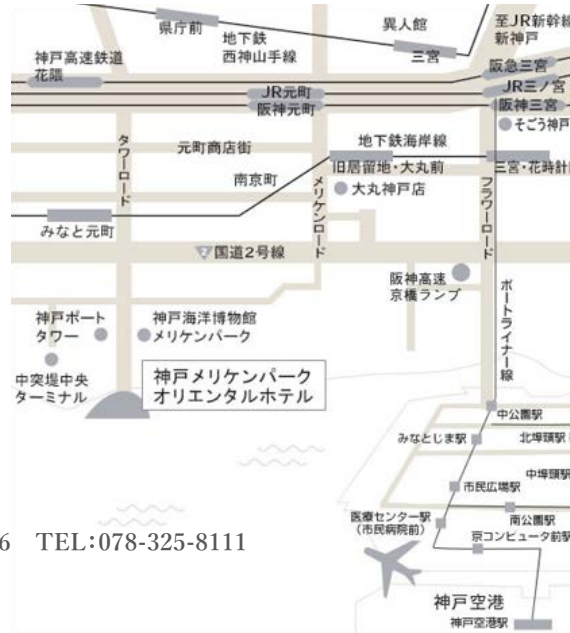 県庁前
地下鉄
西神山手線
異人館
三宮
至JR新幹線
新神戸
神戸高速鉄道
花隈
阪急三宮
JR三ノ宮
阪神三宮
JR元町
阪神元町
そごう神戸
タワーロード
元町商店街
地下鉄海岸線
旧居留地・大丸前
三宮・花時計
南京町
メリケンロード
大丸神戸店
フラワーロード
みなと元町
2
国道2号線
阪神高速
京橋ランプ
ポートライナー線
神戸ポート
タワー
神戸海洋博物館
メリケンパーク
中突堤中央
ターミナル
神戸メリケンパーク
オリエンタルホテル
中公園駅
みなとじま駅
北埠頭駅
中埠頭駅
市民広場駅
医療センター駅
(市民病院前)
南公園駅
京コンピュータ前駅
6 TEL:078-325-8111
神戸空港
神戸空港駅